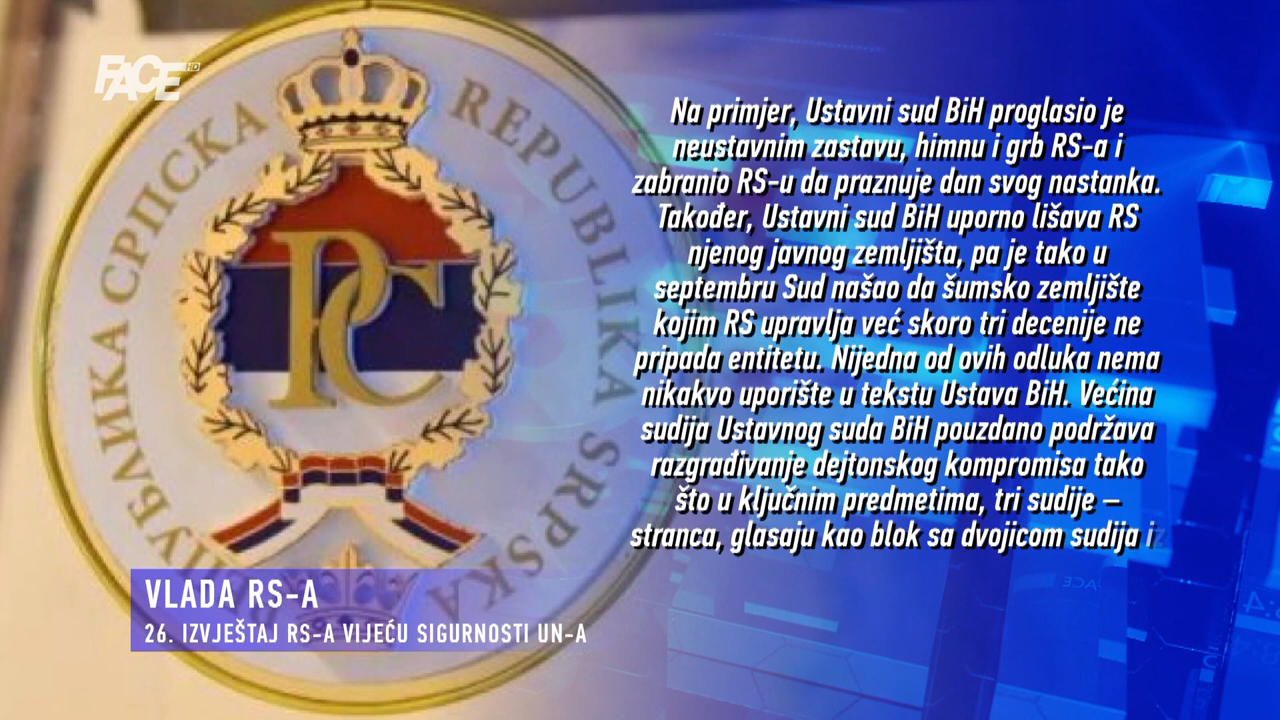 FACE HD
РЕПУБЛИКА СРПСКА
REPUBLIKA SRPSKA
РС
Na primjer, Ustavni sud BiH proglasio je
neustavnim zastavu, himnu i grb RS-a i
zabranio RS-u da praznuje dan svog nastanka.
Također, Ustavni sud BiH uporno lišava RS
njenog javnog zemljišta, pa je tako u
septembru Sud našao da šumsko zemljište
kojim RS upravlja već skoro tri decenije ne
pripada entitetu. Nijedna od ovih odluka nema
nikakvo uporište u tekstu Ustava BiH. Većina
sudija Ustavnog suda BiH pouzdano podržava
razgrađivanje dejtonskog kompromisa tako
što u ključnim predmetima, tri sudije –
stranca, glasaju kao blok sa dvojicom sudija iz
VLADA RS-A
26. IZVJEŠTAJ RS-A VIJEĆU SIGURNOSTI UN-A